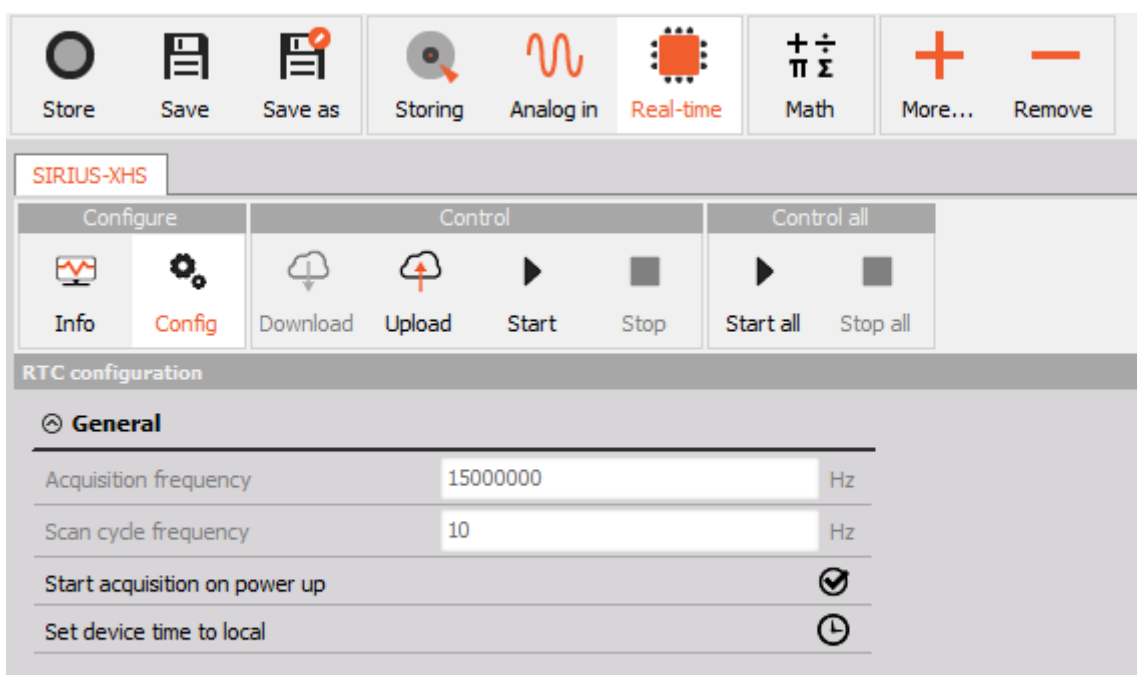 Store Save Save as Storing Analog in Real-time Math More... Remove
SIRIUS-XHS
Configure Control Control all
Info Config Download Upload Start Stop Start all Stop all
RTC configuration
General
Acquisition frequency 15000000 Hz
Scan cycle frequency 10 Hz
Start acquisition on power up
Set device time to local